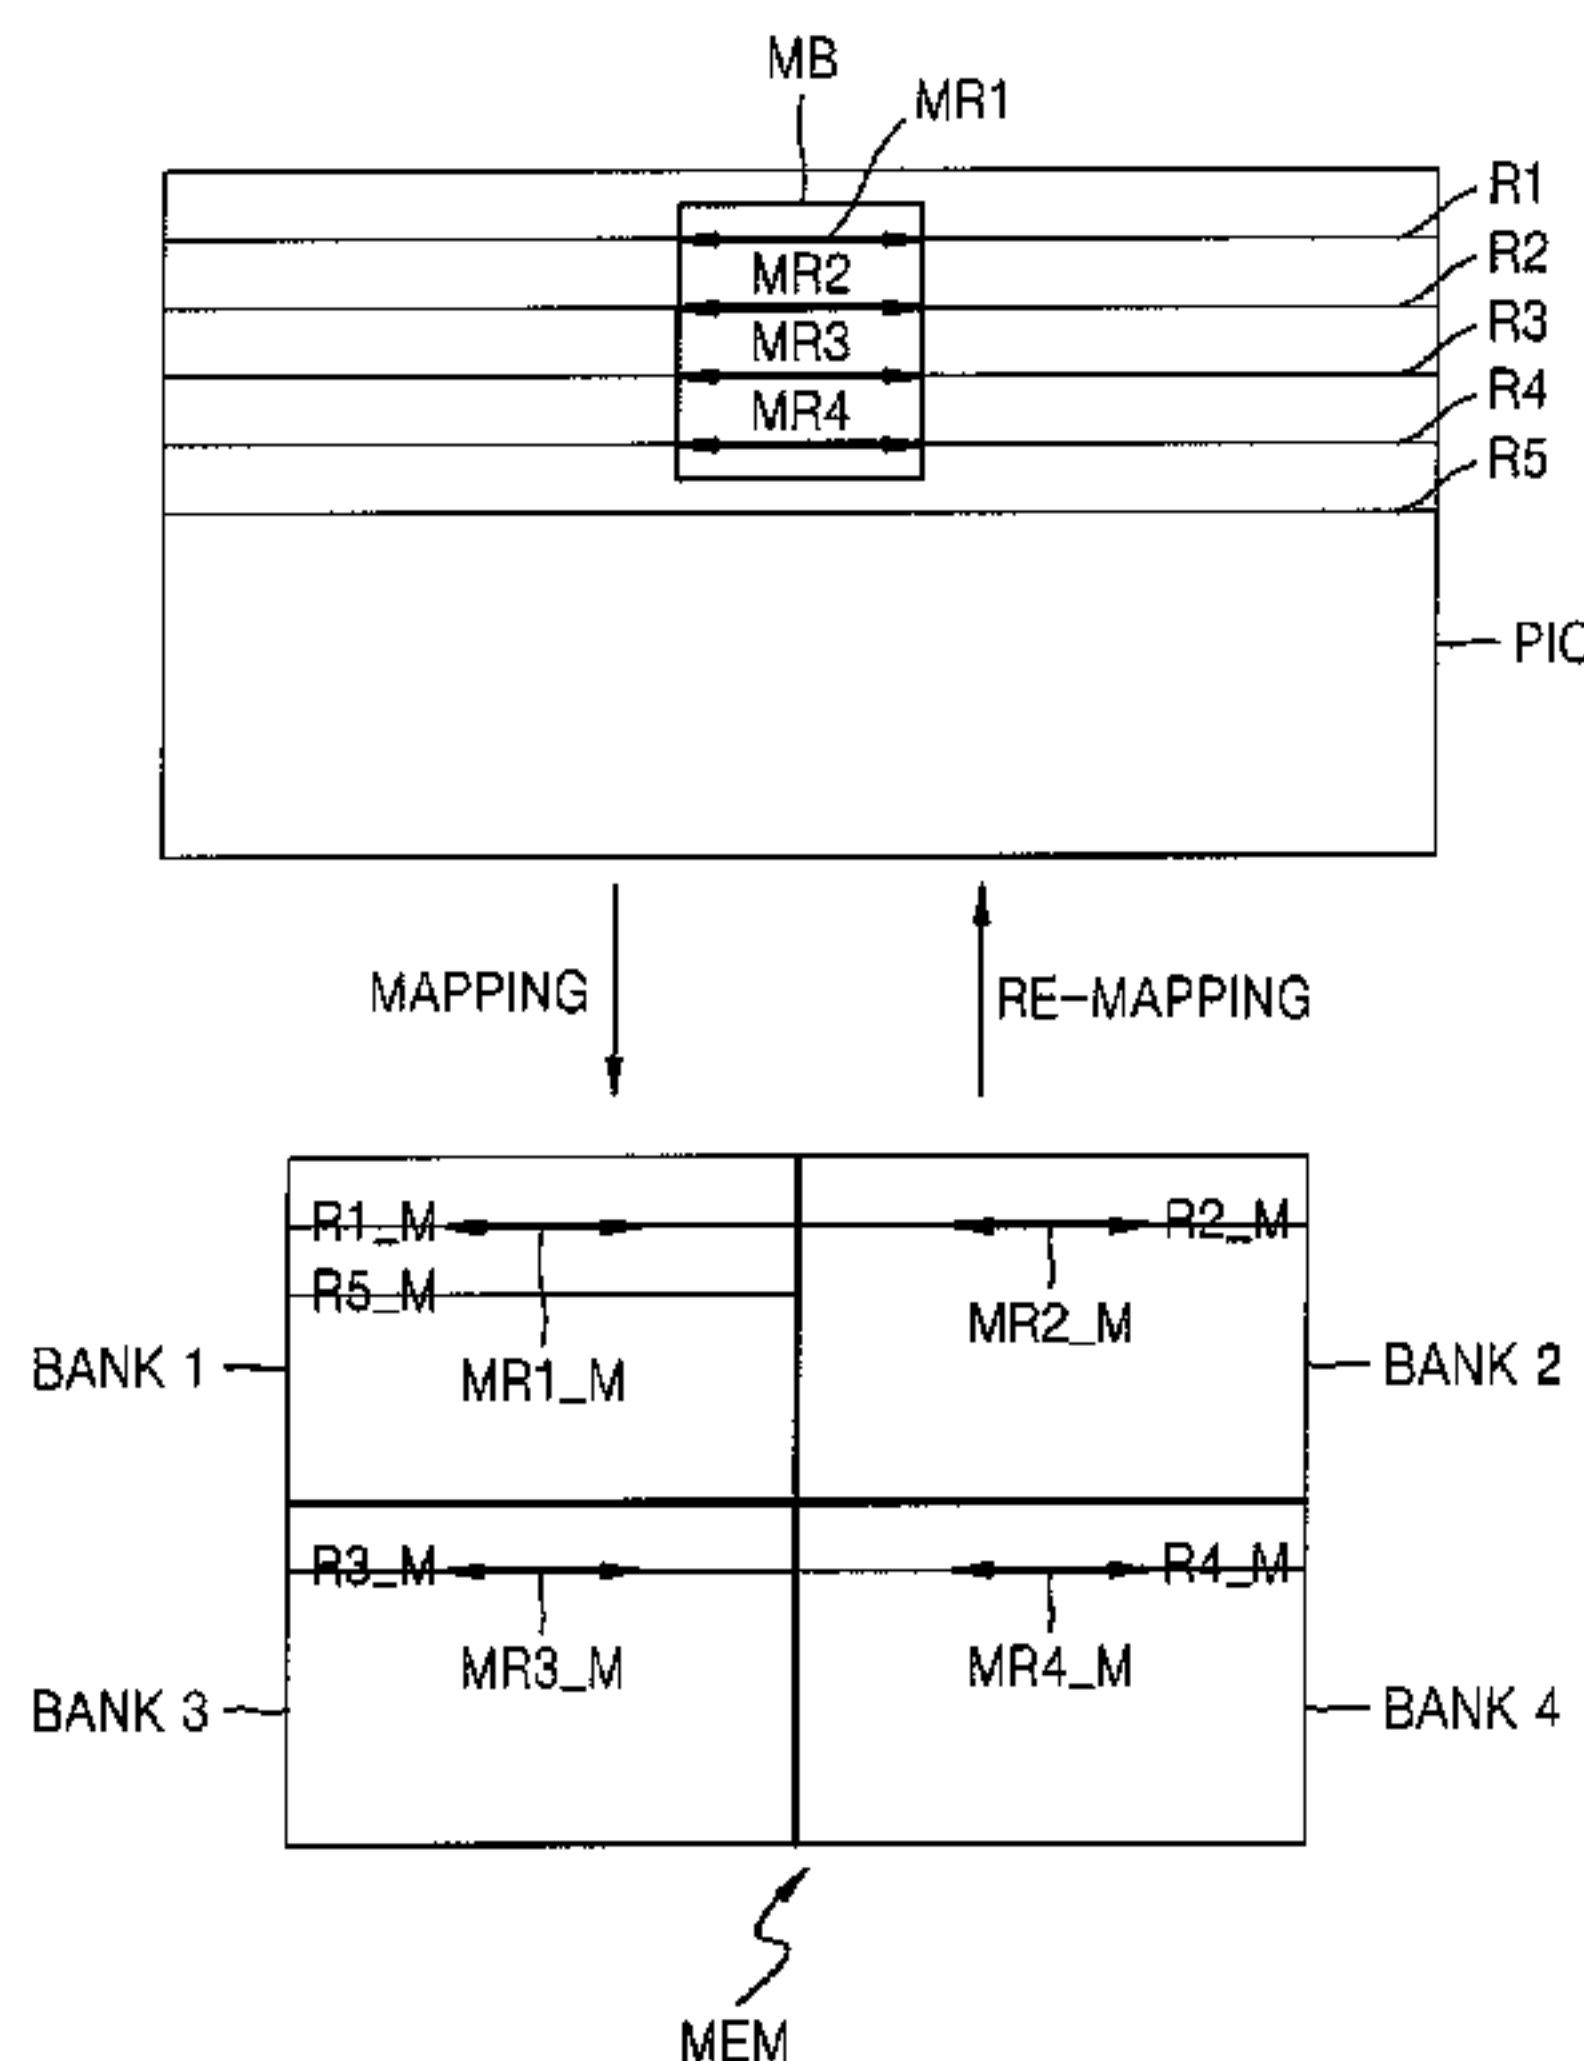 MB
MR1
R1
MR2
R2
MR3
R3
MR4
R4
R5
MAPPING
RE-MAPPING
R1_M
R2_M
R5_M
MR2_M
BANK 1
MR1_M
BANK 2
R3_M
R4_M
MR3_M
MR4_M
BANK 3
BANK 4
MEM